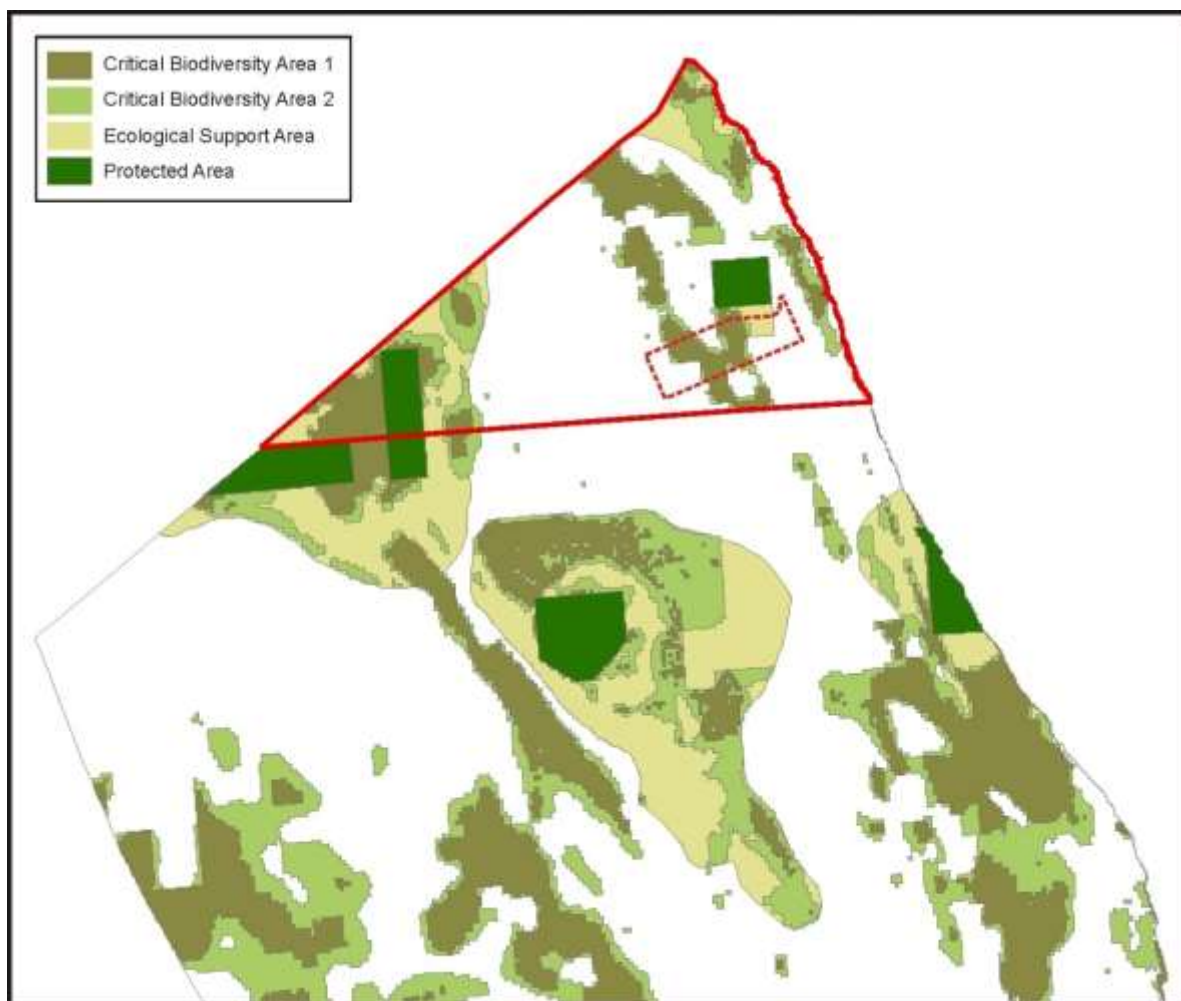 Critical Biodiversity Area 1
Critical Biodiversity Area 2
Ecological Support Area
Protected Area